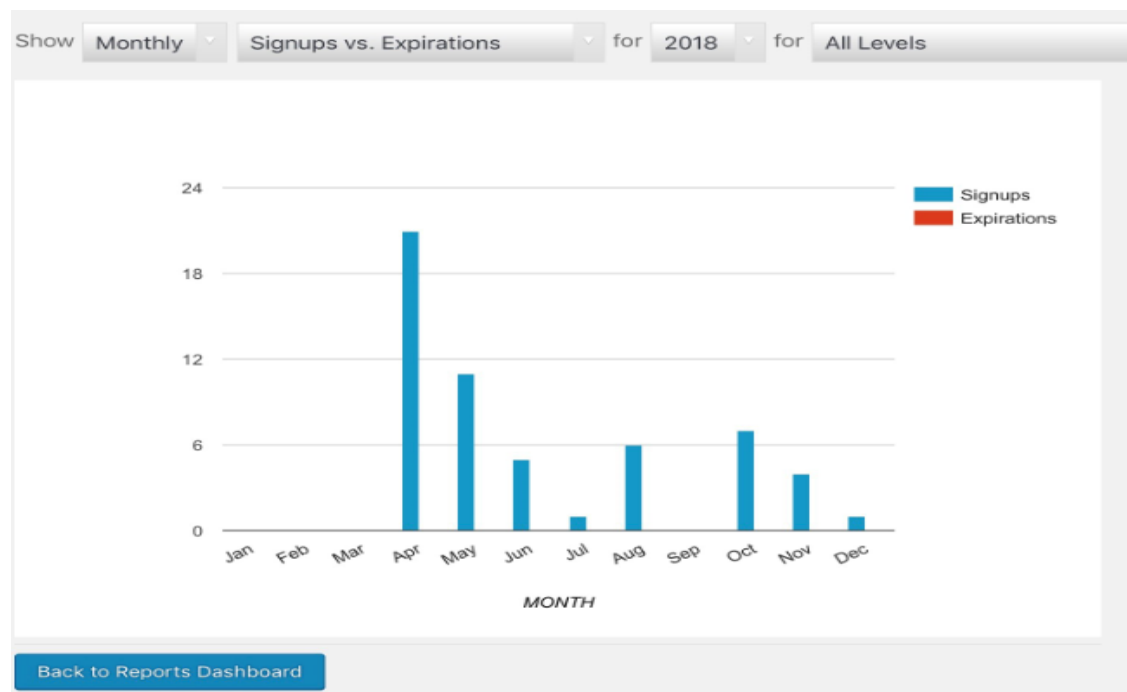 Show Monthly Signups vs. Expirations for 2018 for All Levels
24
Signups
Expirations
18
12
6
0
Jan Feb Mar Apr May Jun Jul Aug Sep Oct Nov Dec
MONTH
Back to Reports Dashboard